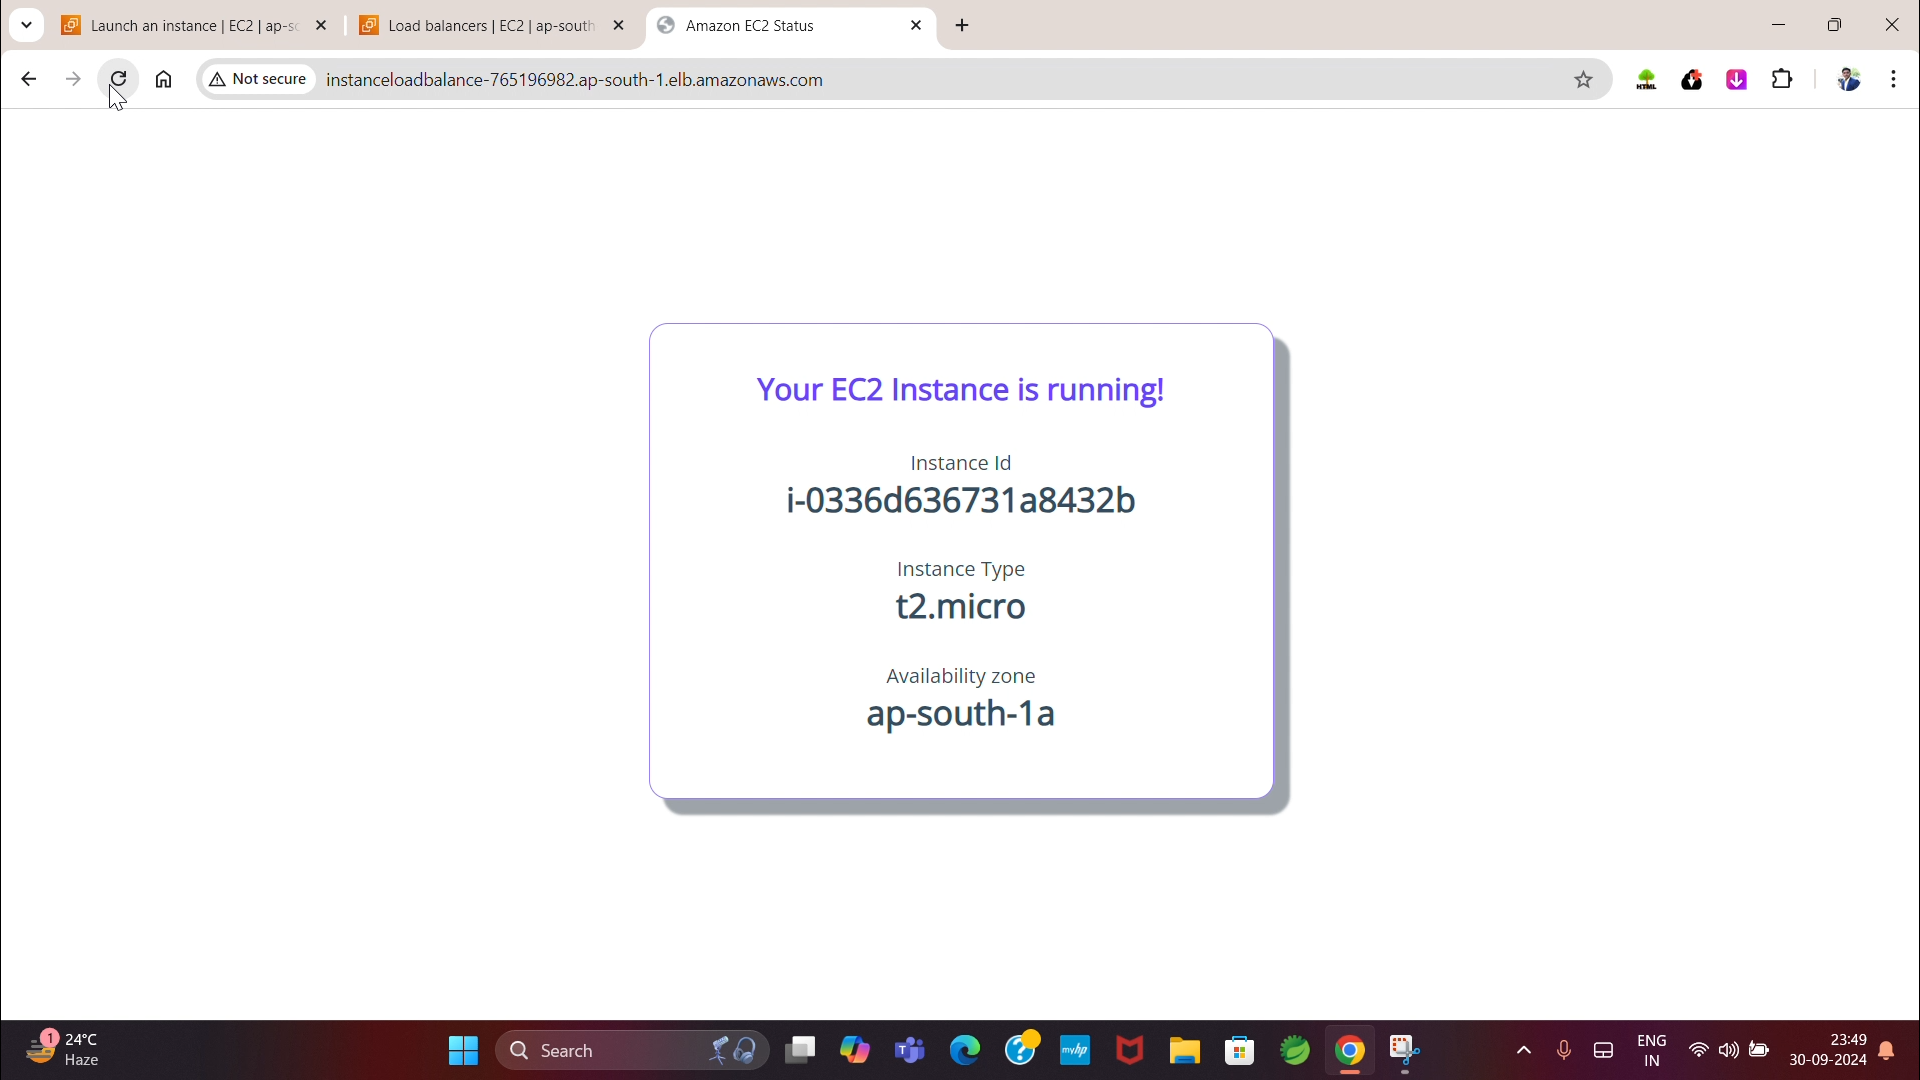 Launch an instance | EC2 | ap-s
Load balancers | EC2 | ap-south
Amazon EC2 Status
Not secure
instanceloadbalance-765196982.ap-south-1.elb.amazonaws.com
HTML
Your EC2 Instance is running!
Instance Id
i-0336d636731a8432b
Instance Type
t2.micro
Availability zone
ap-south-1a
1
24°C
Haze
Search
myhp
ENG
IN
23:49
30-09-2024